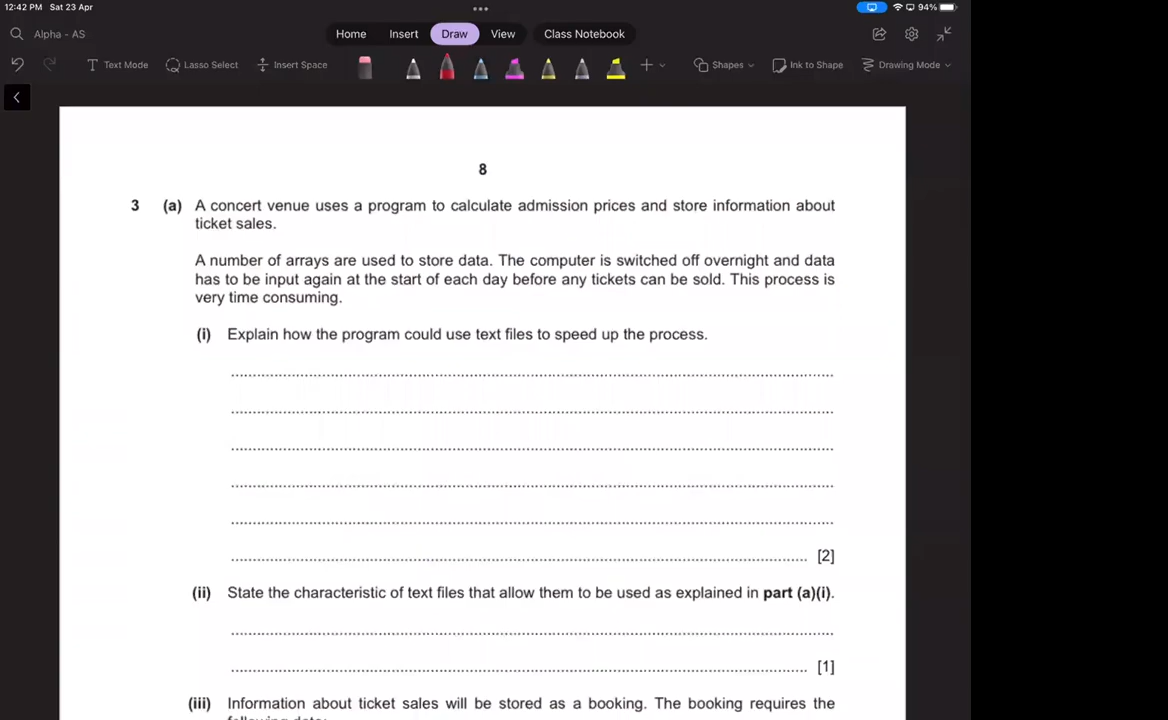 12:42 PM Sat 23 Apr
94%
Alpha - AS
Home Insert Draw View Class Notebook
Text Mode Lasso Select Insert Space Shapes Ink to Shape Drawing Mode
8
3 (a) A concert venue uses a program to calculate admission prices and store information about
ticket sales.
A number of arrays are used to store data. The computer is switched off overnight and data
has to be input again at the start of each day before any tickets can be sold. This process is
very time consuming.
(i) Explain how the program could use text files to speed up the process.
[2]
(ii) State the characteristic of text files that allow them to be used as explained in part (a)(i).
[1]
(iii) Information about ticket sales will be stored as a booking. The booking requires the
following data: